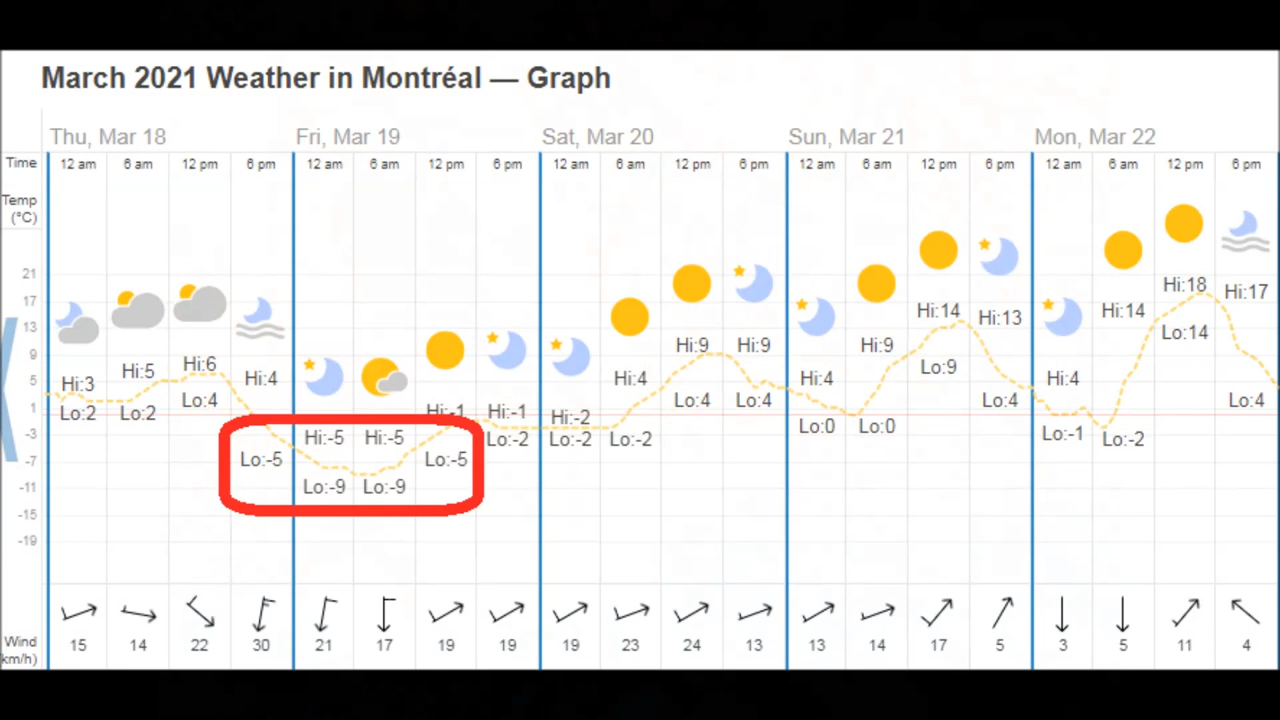 March 2021 Weather in Montréal — Graph
Thu, Mar 18 Fri, Mar 19 Sat, Mar 20 Sun, Mar 21 Mon, Mar 22
Time 12 am 6 am 12 pm 6 pm 12 am 6 am 12 pm 6 pm 12 am 6 am 12 pm 6 pm 12 am 6 am 12 pm 6 pm 12 am 6 am 12 pm 6 pm
Temp
(°C)
21
17
13
9
5
1
-3
-7
-11
-15
-19
Hi:3 Hi:5 Hi:6 Hi:4 Hi:-5 Hi:-5 Hi:-1 Hi:-1 Hi:-2 Hi:4 Hi:9 Hi:9 Hi:4 Hi:9 Hi:14 Hi:13 Hi:4 Hi:14 Hi:18 Hi:17
Lo:2 Lo:2 Lo:4 Lo:-5 Lo:-9 Lo:-9 Lo:-5 Lo:-2 Lo:-2 Lo:-2 Lo:4 Lo:4 Lo:0 Lo:0 Lo:9 Lo:4 Lo:-1 Lo:-2 Lo:14 Lo:4
Wind
km/h)
15 14 22 30 21 17 19 19 19 23 24 13 13 14 17 5 3 5 11 4